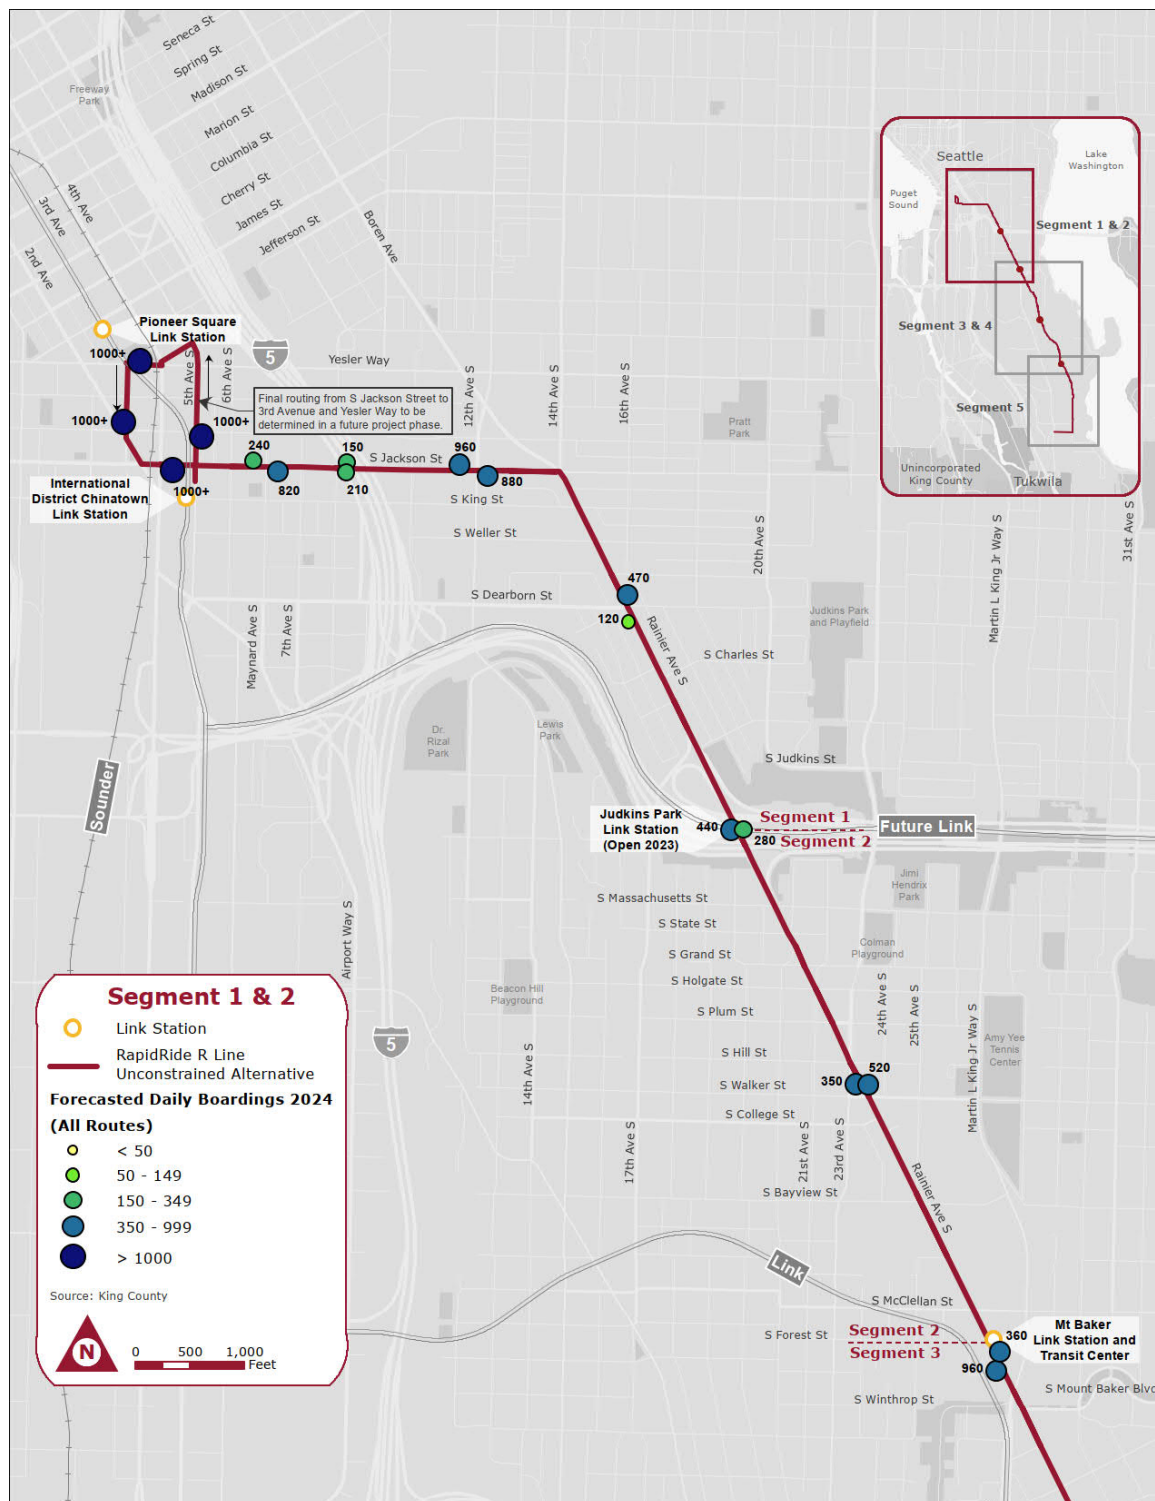 Seneca St
Spring St
Madison St
Marion St
Columbia St
Cherry St
James St
Jefferson St
Freeway
Park
4th Ave
3rd Ave
2nd Ave
Boren Ave
Seattle
Lake
Washington
Puget
Sound
Segment 1 & 2
Segment 3 & 4
Segment 5
Unincorporated
King County
Tukwila
Pioneer Square
Link Station
1000+
5th Ave S
6th Ave S
5
Yesler Way
12th Ave S
14th Ave S
16th Ave S
Pratt
Park
Final routing from S Jackson Street to
3rd Avenue and Yesler Way to be
determined in a future project phase.
1000+
1000+
240
150
S Jackson St
960
1000+
820
210
880
International
District Chinatown
Link Station
S King St
S Weller St
20th Ave S
Martin L King Jr Way S
31st Ave S
470
S Dearborn St
120
Maynard Ave S
7th Ave S
Rainier Ave S
Judkins Park
and Playfield
S Charles St
Dr.
Rizal
Park
Lewis
Park
S Judkins St
Sounder
Judkins Park
Link Station
(Open 2023)
440
280
Segment 1
Segment 2
Future Link
Jimi
Hendrix
Park
S Massachusetts St
S State St
S Grand St
S Holgate St
S Plum St
S Hill St
S Walker St
S College St
S Bayview St
Colman
Playground
Airport Way S
Beacon Hill
Playground
24th Ave S
25th Ave S
Martin L King Jr Way S
Amy Yee
Tennis
Center
5
14th Ave S
350
520
17th Ave S
21st Ave S
23rd Ave S
Rainier Ave S
Link
S McClellan St
S Forest St
Segment 2
Segment 3
360
960
Mt Baker
Link Station and
Transit Center
S Winthrop St
S Mount Baker Blvd
Segment 1 & 2
Link Station
RapidRide R Line
Unconstrained Alternative
Forecasted Daily Boardings 2024
(All Routes)
< 50
50 - 149
150 - 349
350 - 999
> 1000
Source: King County
N
0 500 1,000
Feet